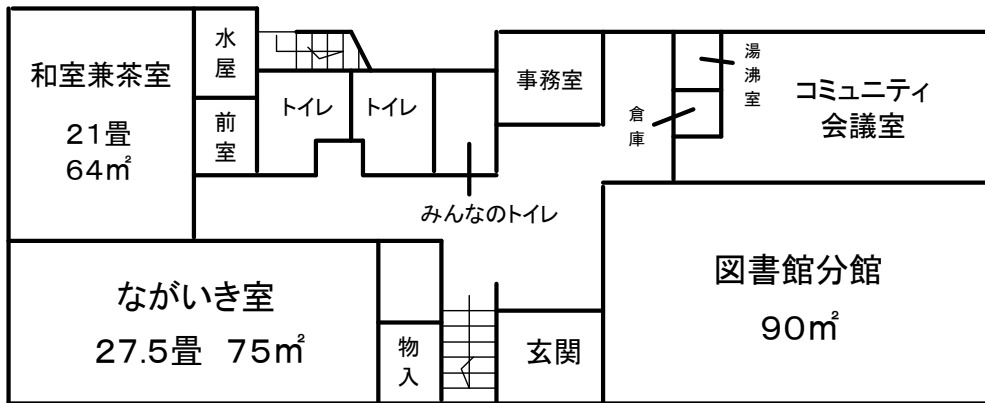 和室兼茶室
21畳
64㎡
水屋
前室
トイレ
トイレ
みんなのトイレ
事務室
倉庫
湯沸室
コミュニティ
会議室
ながいき室
27.5畳 75㎡
物入
玄関
図書館分館
90㎡